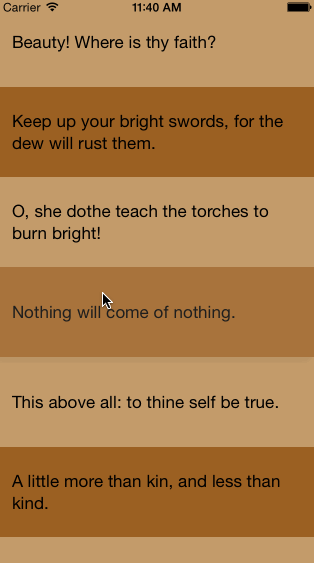 Carrier 11:40 AM
Beauty! Where is thy faith?
Keep up your bright swords, for the
dew will rust them.
O, she dothe teach the torches to
burn bright!
Nothing will come of nothing.
This above all: to thine self be true.
A little more than kin, and less than
kind.